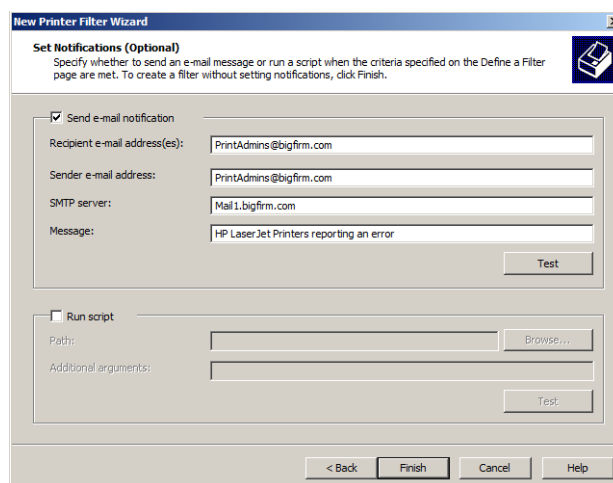 New Printer Filter Wizard
Set Notifications (Optional)
Specify whether to send an e-mail message or run a script when the criteria specified on the Define a Filter
page are met. To create a filter without setting notifications, click Finish.
Send e-mail notification
Recipient e-mail address(es): PrintAdmins@bigfirm.com
Sender e-mail address: PrintAdmins@bigfirm.com
SMTP server: Mail1.bigfirm.com
Message: HP LaserJet Printers reporting an error
Test
Run script
Path: Browse...
Additional arguments:
Test
< Back Finish Cancel Help